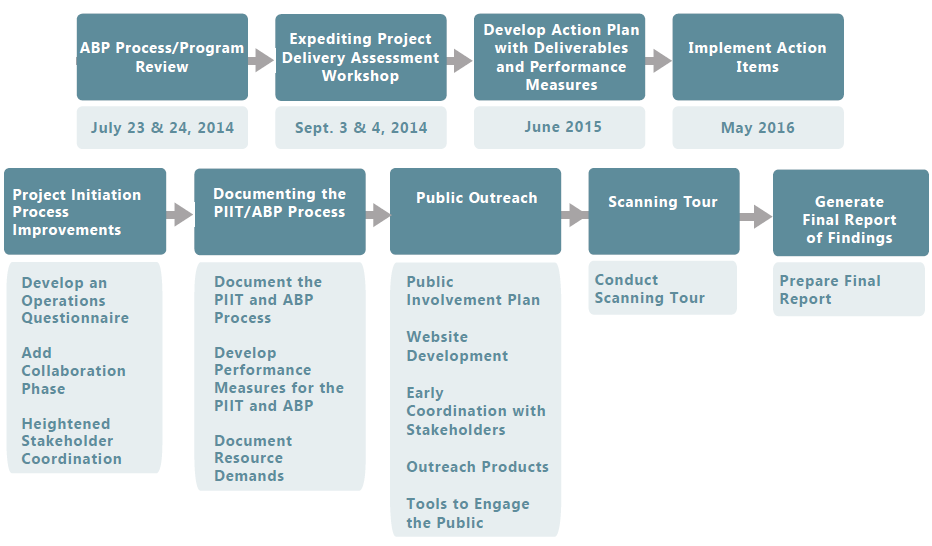 ABP Process/Program
Review
Expediting Project
Delivery Assessment
Workshop
Develop Action Plan
with Deliverables
and Performance
Measures
Implement Action
Items
July 23 & 24, 2014
Sept. 3 & 4, 2014
June 2015
May 2016
Project Initiation
Process
Improvements
Documenting the
PIIT/ABP Process
Public Outreach
Scanning Tour
Generate
Final Report
of Findings
Develop an
Operations
Questionnaire
Add
Collaboration
Phase
Heightened
Stakeholder
Coordination
Document the
PIIT and ABP
Process
Develop
Performance
Measures for the
PIIT and ABP
Document
Resource
Demands
Public
Involvement Plan
Website
Development
Early
Coordination with
Stakeholders
Outreach Products
Tools to Engage
the Public
Conduct
Scanning Tour
Prepare Final
Report